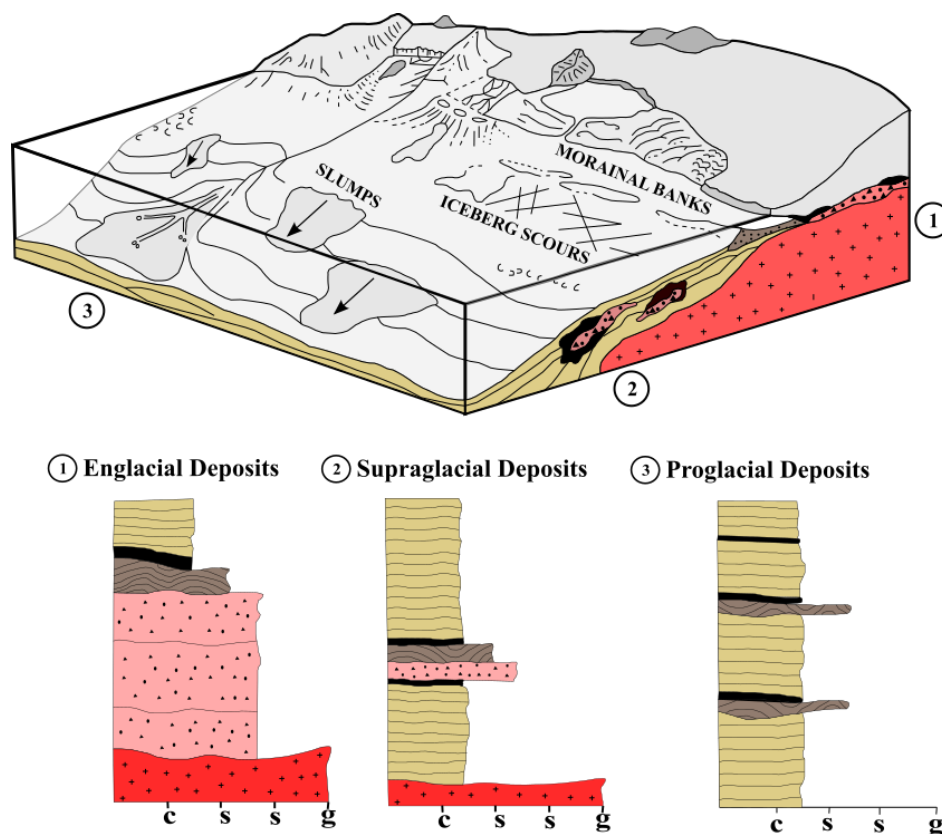 SLUMPS
MORAINAL BANKS
ICEBERG SCOURS
1
3
2
1 Englacial Deposits
2 Supraglacial Deposits
3 Proglacial Deposits
c s s g
c s s g
c s s g